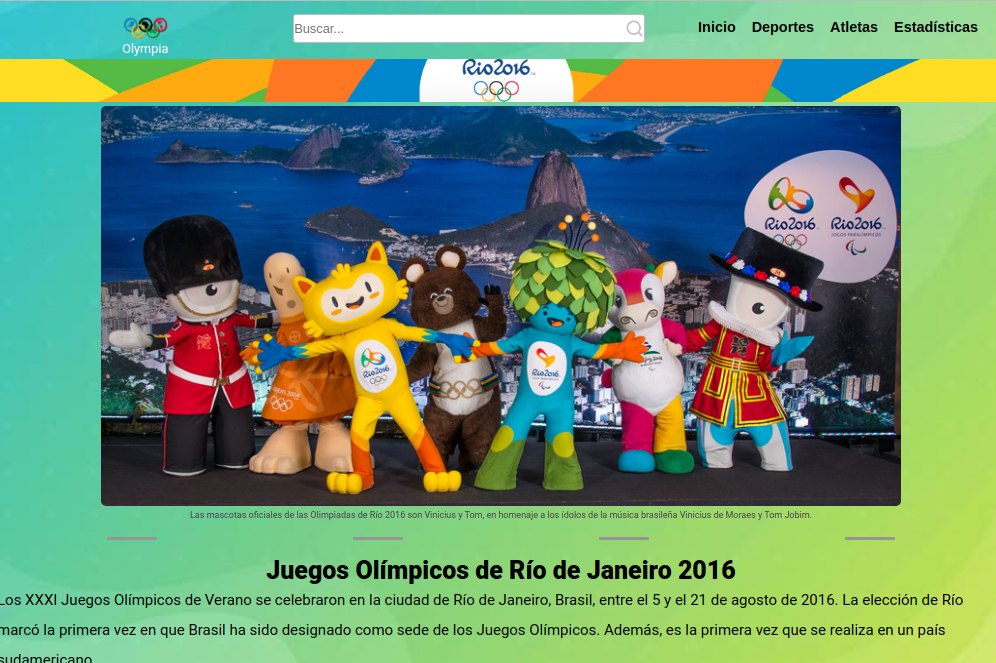 Olympia
Buscar...
Inicio Deportes Atletas Estadísticas
Rio2016
Rio2016 Rio2016
JOGOS PARALÍMPICOS
Rio2016
Rio2016
Las mascotas oficiales de las Olimpíadas de Río 2016 son Vinicius y Tom, en homenaje a los ídolos de la música brasileña Vinicius de Moraes y Tom Jobim.
Juegos Olímpicos de Río de Janeiro 2016
Los XXXI Juegos Olímpicos de Verano se celebraron en la ciudad de Río de Janeiro, Brasil, entre el 5 y el 21 de agosto de 2016. La elección de Río
marcó la primera vez en que Brasil ha sido designado como sede de los Juegos Olímpicos. Además, es la primera vez que se realiza en un país
sudamericano